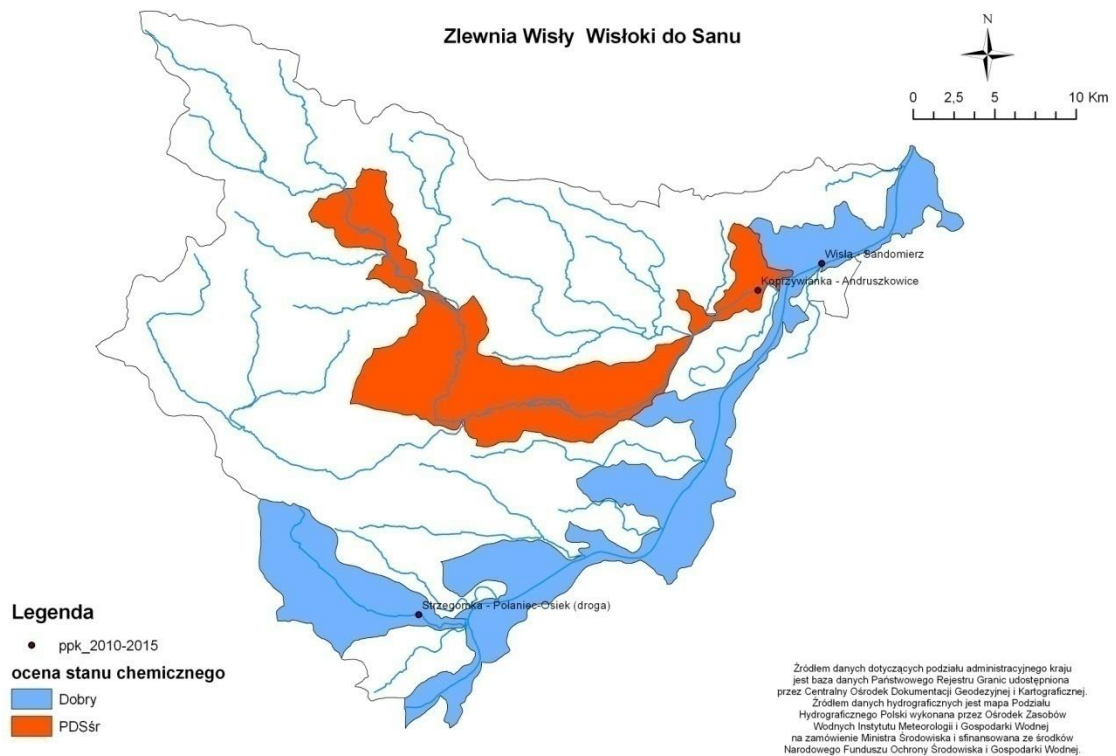 Zlewnia Wisły Wisłoki do Sanu
N
0 2,5 5 10 Km
Wisła - Sandomierz
Koprzywianka - Andruszkowice
Strzegomka - Połaniec-Osiek (droga)
Legenda
ppk_2010-2015
ocena stanu chemicznego
Dobry
PDSśr
Źródłem danych dotyczących podziału administracyjnego kraju
jest baza danych Państwowego Rejestru Granic udostępniona
przez Centralny Ośrodek Dokumentacji Geodezyjnej i Kartograficznej.
Źródłem danych hydrograficznych jest mapa Podziału
Hydrograficznego Polski wykonana przez Ośrodek Zasobów
Wodnych Instytutu Meteorologii i Gospodarki Wodnej
na zamówienie Ministra Środowiska i sfinansowana ze środków
Narodowego Funduszu Ochrony Środowiska i Gospodarki Wodnej.